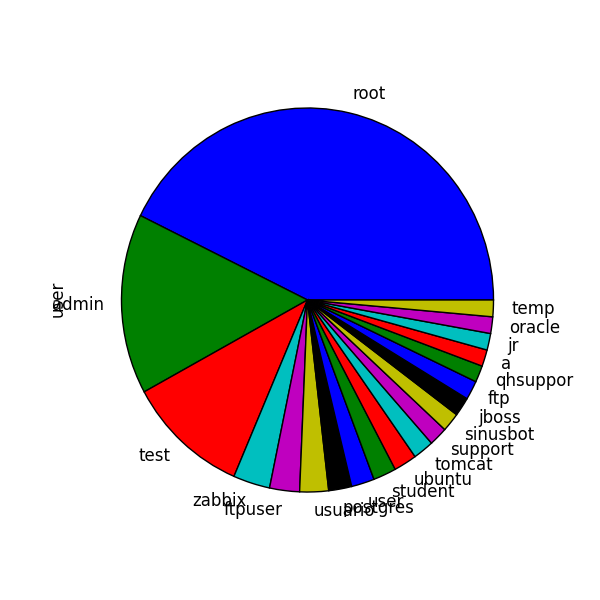 root
user
admin
test
zabbix
ftpuser
usuario
postgres
user
student
ubuntu
tomcat
support
sinusbot
jboss
ftp
qhsuppor
a
jr
oracle
temp